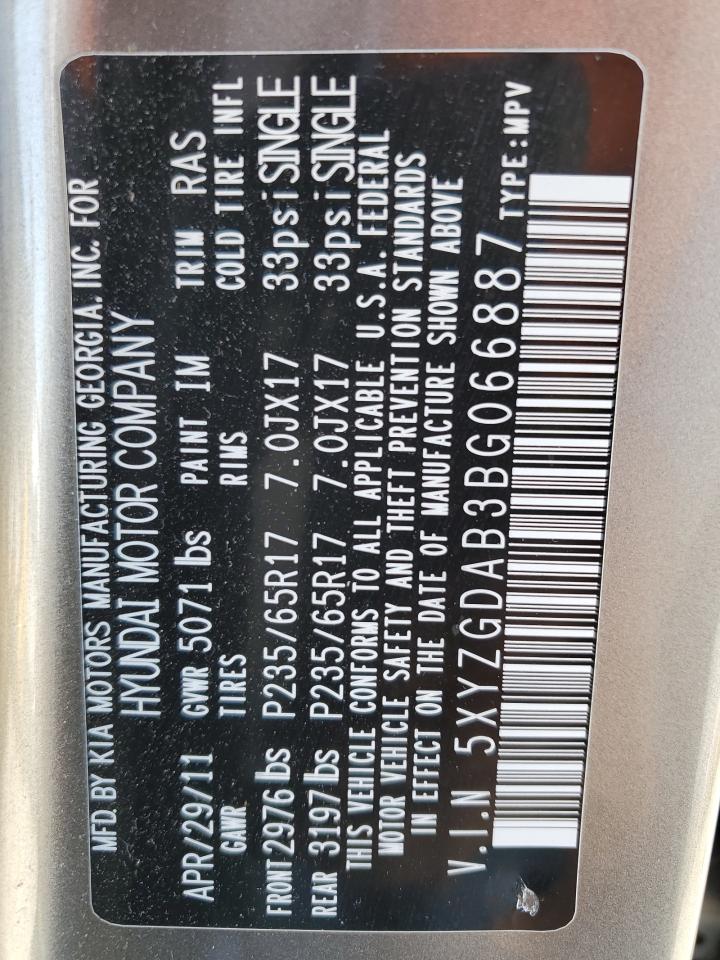 MFD. BY KIA MOTORS MANUFACTURING GEORGIA. INC. FOR
HYUNDAI MOTOR COMPANY
APR/29/11 GVWR 5071 lbs PAINT IM TRIM RAS
GAWR TIRES RIMS COLD TIRE INFL
FRONT 2976 lbs P235/65R17 7.0JX17 33psi SINGLE
REAR 3197 lbs P235/65R17 7.0JX17 33psi SINGLE
THIS VEHICLE CONFORMS TO ALL APPLICABLE U.S.A. FEDERAL
MOTOR VEHICLE SAFETY AND THEFT PREVENTION STANDARDS
IN EFFECT ON THE DATE OF MANUFACTURE SHOWN ABOVE
V.I.N 5XYZGDAB3BG066887 TYPE:MPV